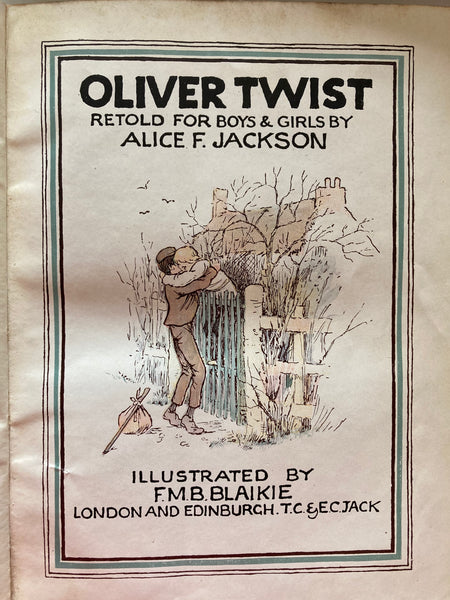 OLIVER TWIST
RETOLD FOR BOYS & GIRLS BY
ALICE F. JACKSON
ILLUSTRATED BY
F.M.B.BLAIKIE
LONDON AND EDINBURGH. T.C. & E.C. JACK